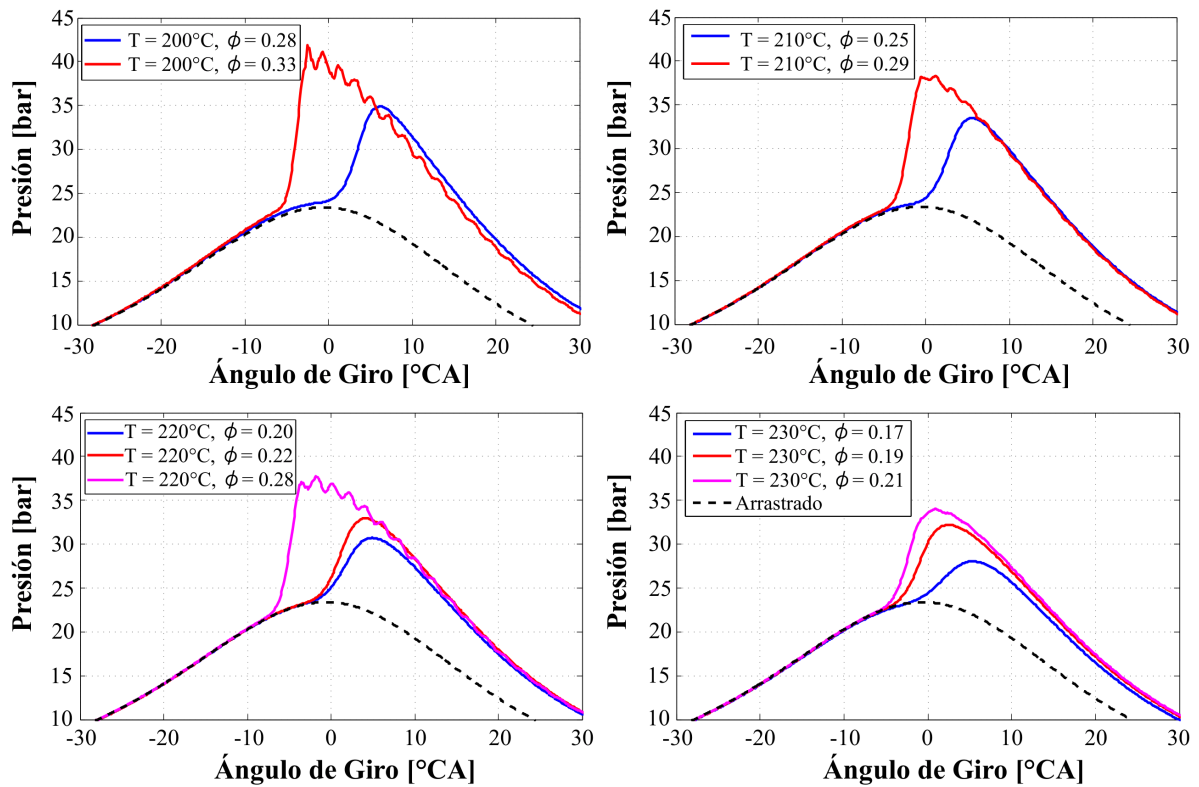 45
40
35
30
25
20
15
10
Presión [bar]
T = 200°C, ϕ = 0.28
T = 200°C, ϕ = 0.33
-30 -20 -10 0 10 20 30
Ángulo de Giro [°CA]
45
40
35
30
25
20
15
10
Presión [bar]
T = 210°C, ϕ = 0.25
T = 210°C, ϕ = 0.29
-30 -20 -10 0 10 20 30
Ángulo de Giro [°CA]
45
40
35
30
25
20
15
10
Presión [bar]
T = 220°C, ϕ = 0.20
T = 220°C, ϕ = 0.22
T = 220°C, ϕ = 0.28
-30 -20 -10 0 10 20 30
Ángulo de Giro [°CA]
45
40
35
30
25
20
15
10
Presión [bar]
T = 230°C, ϕ = 0.17
T = 230°C, ϕ = 0.19
T = 230°C, ϕ = 0.21
Arrastrado
-30 -20 -10 0 10 20 30
Ángulo de Giro [°CA]